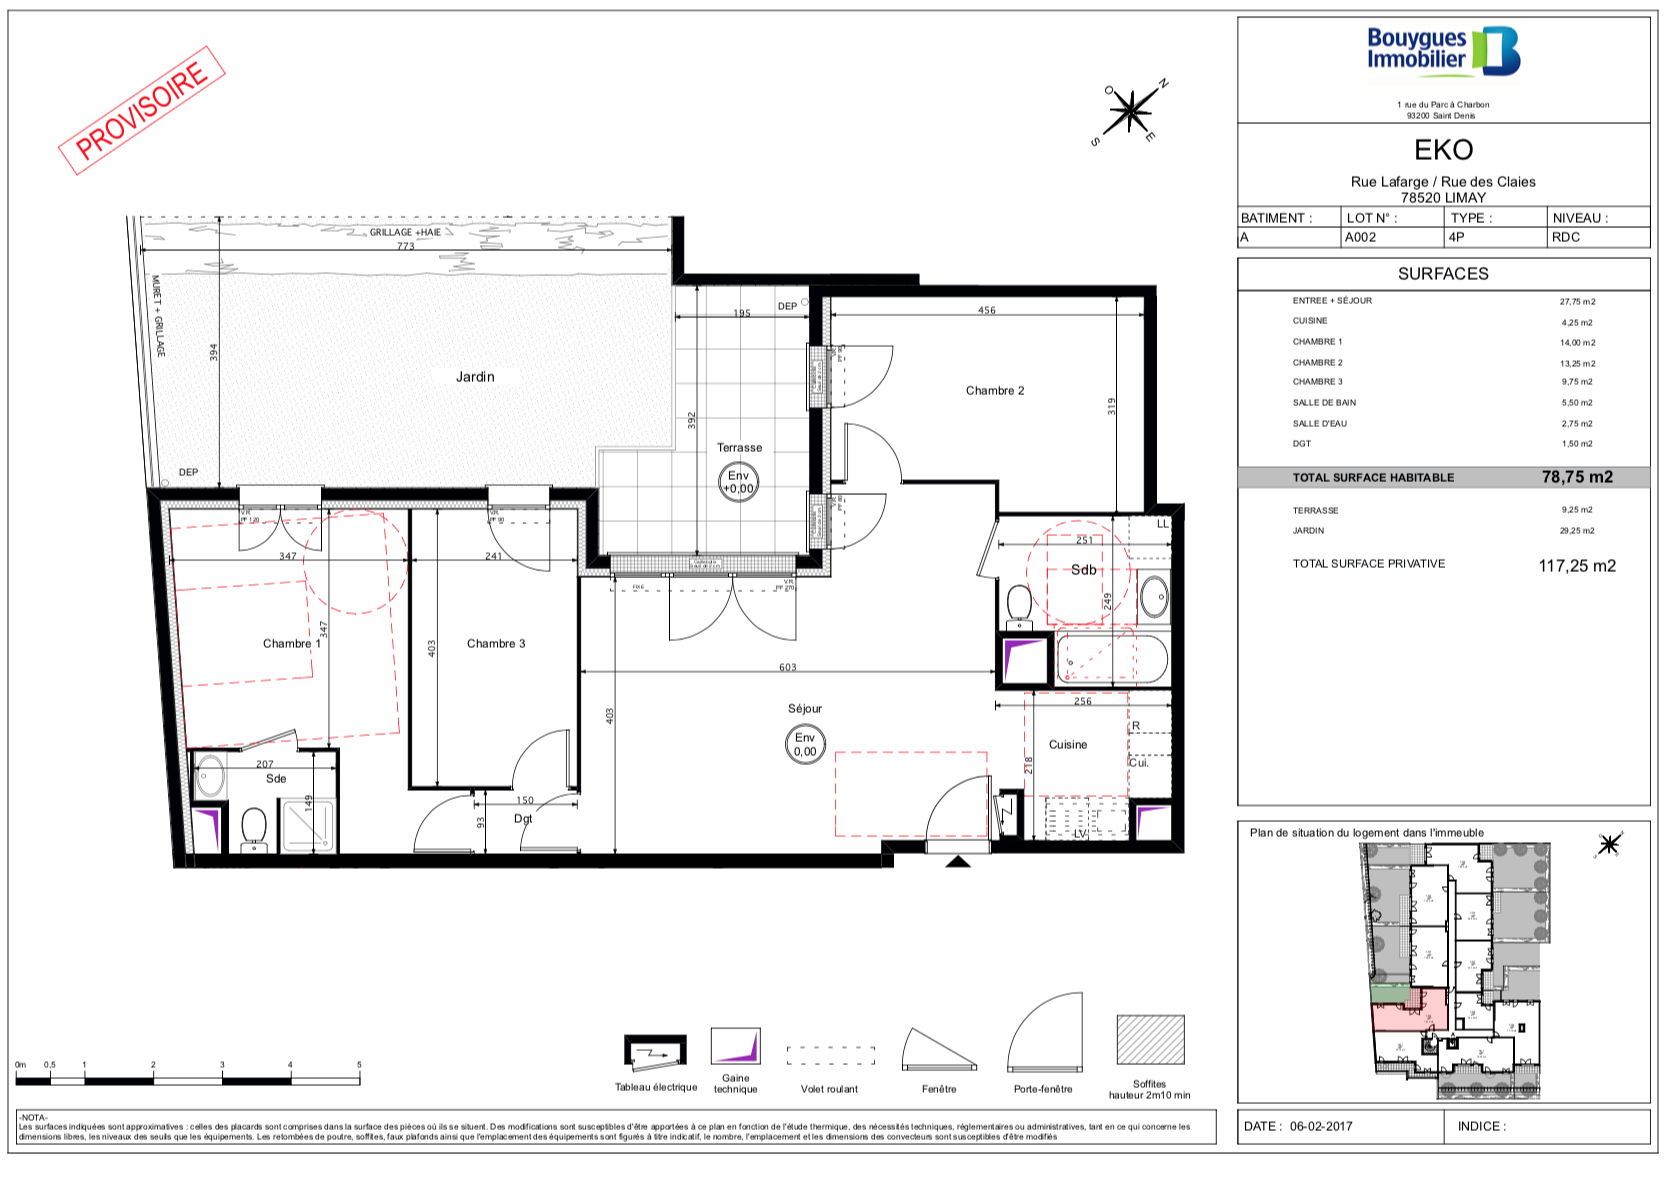 PROVISOIRE
N
O
S
E
Bouygues
Immobilier
1 rue du Parc à Charbon
93200 Saint Denis
EKO
Rue Lafarge / Rue des Claies
78520 LIMAY
BATIMENT : LOT N° : TYPE : NIVEAU :
A A002 4P RDC
SURFACES
ENTREE + SÉJOUR 27,75 m2
CUISINE 4,25 m2
CHAMBRE 1 14,00 m2
CHAMBRE 2 13,25 m2
CHAMBRE 3 9,75 m2
SALLE DE BAIN 5,50 m2
SALLE D'EAU 2,75 m2
DGT 1,50 m2
TOTAL SURFACE HABITABLE 78,75 m2
TERRASSE 9,25 m2
JARDIN 29,25 m2
TOTAL SURFACE PRIVATIVE 117,25 m2
GRILLAGE +HAIE
773
MURET + GRILLAGE
394
Jardin
DEP
DEP
195
392
Terrasse
Env
+0,00
456
319
Chambre 2
V.R.
PF 90
V.R.
PF 80
V.R.
PF 120
V.R.
PF 80
347
347
Chambre 1
241
403
Chambre 3
FIXE
V.R.
PF 270
603
403
Séjour
Env
0,00
LL
251
Sdb
249
256
R
Cuisine
Cui.
218
LV
207
Sde
149
150
93
Dgt
Tableau électrique
Gaine
technique
Volet roulant
Fenêtre
Porte-fenêtre
Soffites
hauteur 2m10 min
0m 0,5 1 2 3 4 5
-NOTA-
Les surfaces indiquées sont approximatives : celles des placards sont comprises dans la surface des pièces où ils se situent. Des modifications sont susceptibles d'être apportées à ce plan en fonction de l'étude thermique, des nécessités techniques, réglementaires ou administratives, tant en ce qui concerne les
dimensions libres, les niveaux des seuils que les équipements. Les retombées de poutre, soffites, faux plafonds ainsi que l'emplacement des équipements sont figurés à titre indicatif, le nombre, l'emplacement et les dimensions des convecteurs sont susceptibles d'être modifiés
Plan de situation du logement dans l'immeuble
DATE : 06-02-2017 INDICE :